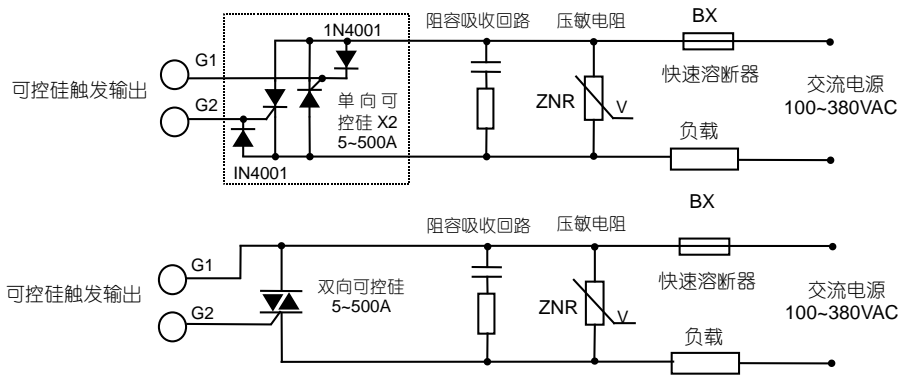 阻容吸收回路 压敏电阻 BX
1N4001
G1
快速溶断器
可控硅触发输出
交流电源
100~380VAC
G2
单 向 可
控硅 X2
5~500A
ZNR
V
负载
IN4001
BX
阻容吸收回路 压敏电阻
G1
快速溶断器
可控硅触发输出
双向可控硅
5~500A
交流电源
100~380VAC
G2
ZNR
V
负载